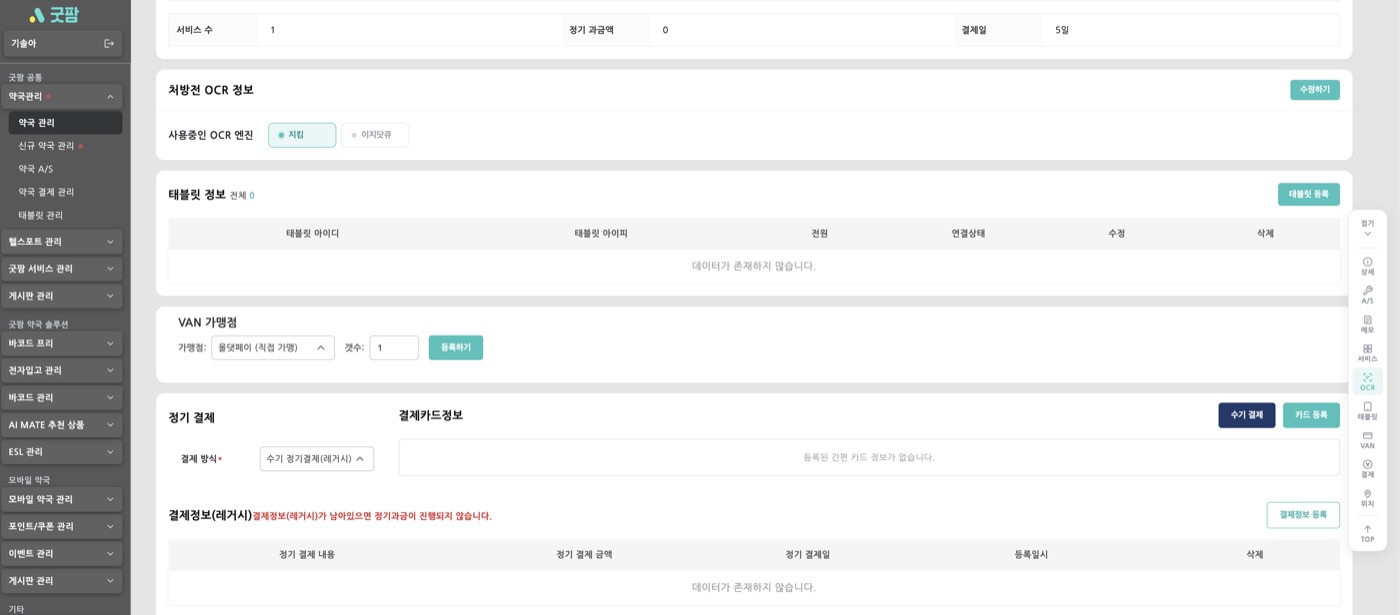 굿팜
기술아
굿팜 공통
약국관리
약국 관리
신규 약국 관리
약국 A/S
약국 결제 관리
태블릿 관리
헬스포트 관리
굿팜 서비스 관리
게시판 관리
굿팜 약국 솔루션
바코드 프리
전자입고 관리
바코드 관리
AI MATE 추천 상품
ESL 관리
모바일 약국
모바일 약국 관리
포인트/쿠폰 관리
이벤트 관리
게시판 관리
기타
서비스 수 1 정기 과금액 0 결제일 5일
처방전 OCR 정보 수정하기
사용중인 OCR 엔진 지킴 이지닷큐
태블릿 정보 전체 0 태블릿 등록
태블릿 아이디 태블릿 아이피 전원 연결상태 수정 삭제
데이터가 존재하지 않습니다.
VAN 가맹점
가맹점: 올댓페이 (직접 가맹) 갯수: 1 등록하기
정기 결제 결제카드정보 수기 결제 카드 등록
결제 방식* 수기 정기결제(레거시) 등록된 간편 카드 정보가 없습니다.
결제정보(레거시)결제정보(레거시)가 남아있으면 정기과금이 진행되지 않습니다. 결제정보 등록
정기 결제 내용 정기 결제 금액 정기 결제일 등록일시 삭제
데이터가 존재하지 않습니다.
접기
상세
A/S
메모
서비스
OCR
태블릿
VAN
결제
위치
TOP